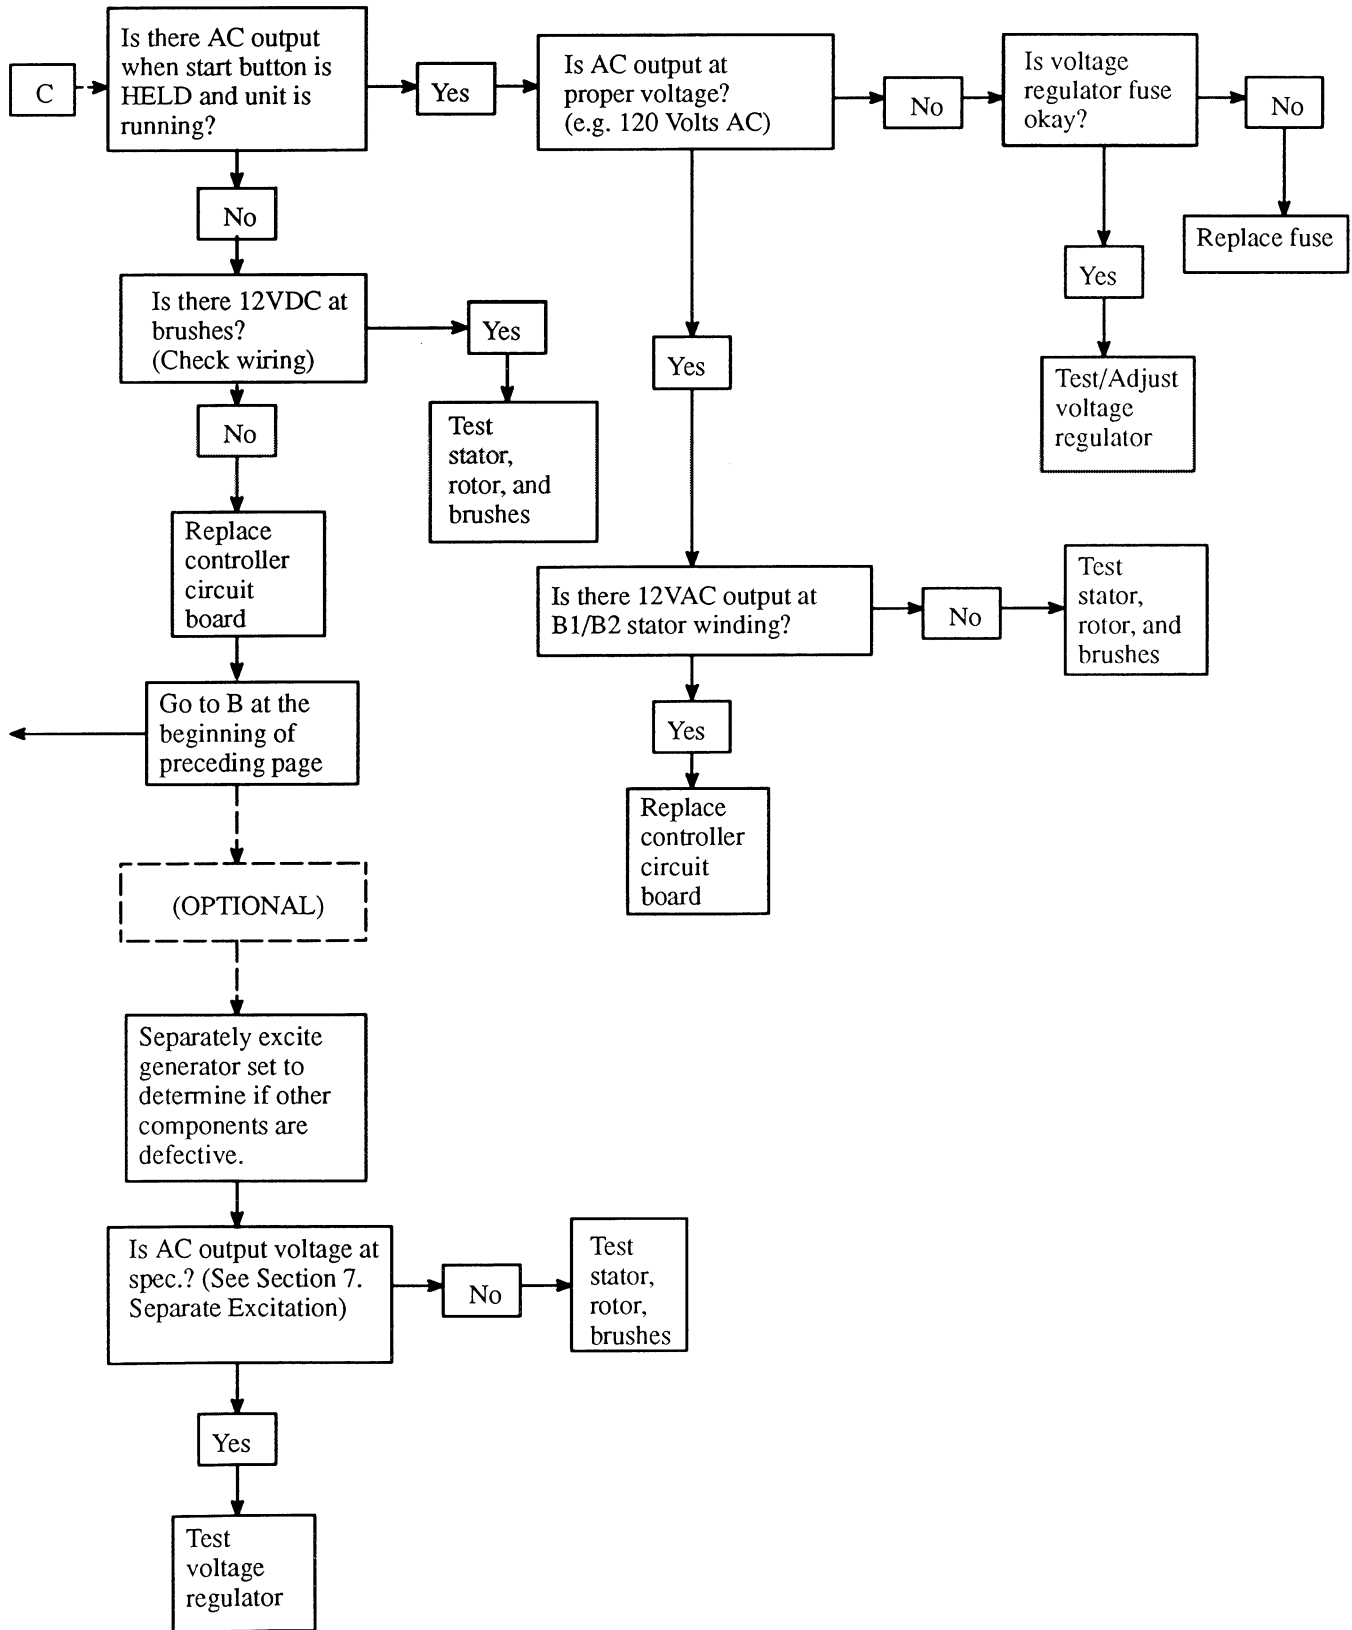 C
Is there AC output
when start button is
HELD and unit is
running?
Yes
Is AC output at
proper voltage?
(e.g. 120 Volts AC)
No
Is voltage
regulator fuse
okay?
No
Replace fuse
Yes
Test/Adjust
voltage
regulator
No
Is there 12VDC at
brushes?
(Check wiring)
Yes
Test
stator,
rotor, and
brushes
Yes
No
Replace
controller
circuit
board
Is there 12VAC output at
B1/B2 stator winding?
No
Test
stator,
rotor, and
brushes
Yes
Replace
controller
circuit
board
Go to B at the
beginning of
preceding page
(OPTIONAL)
Separately excite
generator set to
determine if other
components are
defective.
Is AC output voltage at
spec.? (See Section 7.
Separate Excitation)
No
Test
stator,
rotor,
brushes
Yes
Test
voltage
regulator